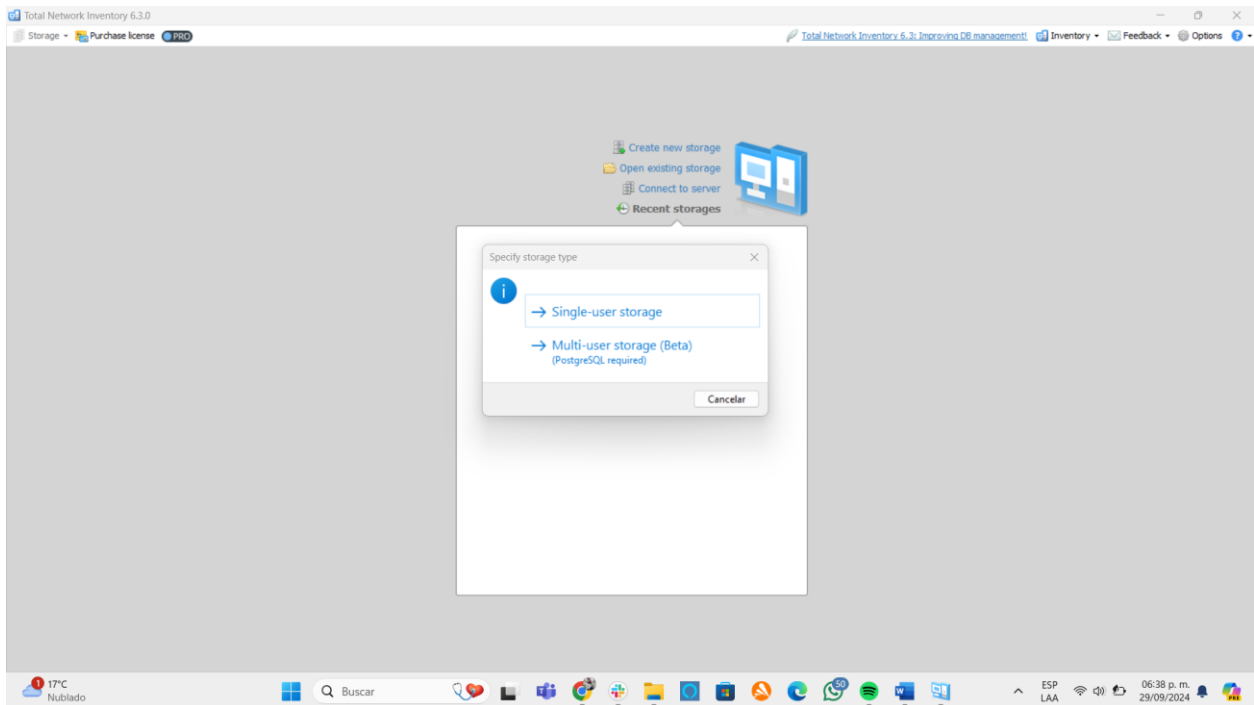 Total Network Inventory 6.3.0
Storage Purchase license PRO Total Network Inventory 6.3: Improving DB management! Inventory Feedback Options ?
Create new storage
Open existing storage
Connect to server
Recent storages
Specify storage type
Single-user storage
Multi-user storage (Beta)
(PostgreSQL required)
Cancelar
1 17°C
Nublado
Buscar
50
ESP
LAA
06:38 p. m.
29/09/2024
PRE